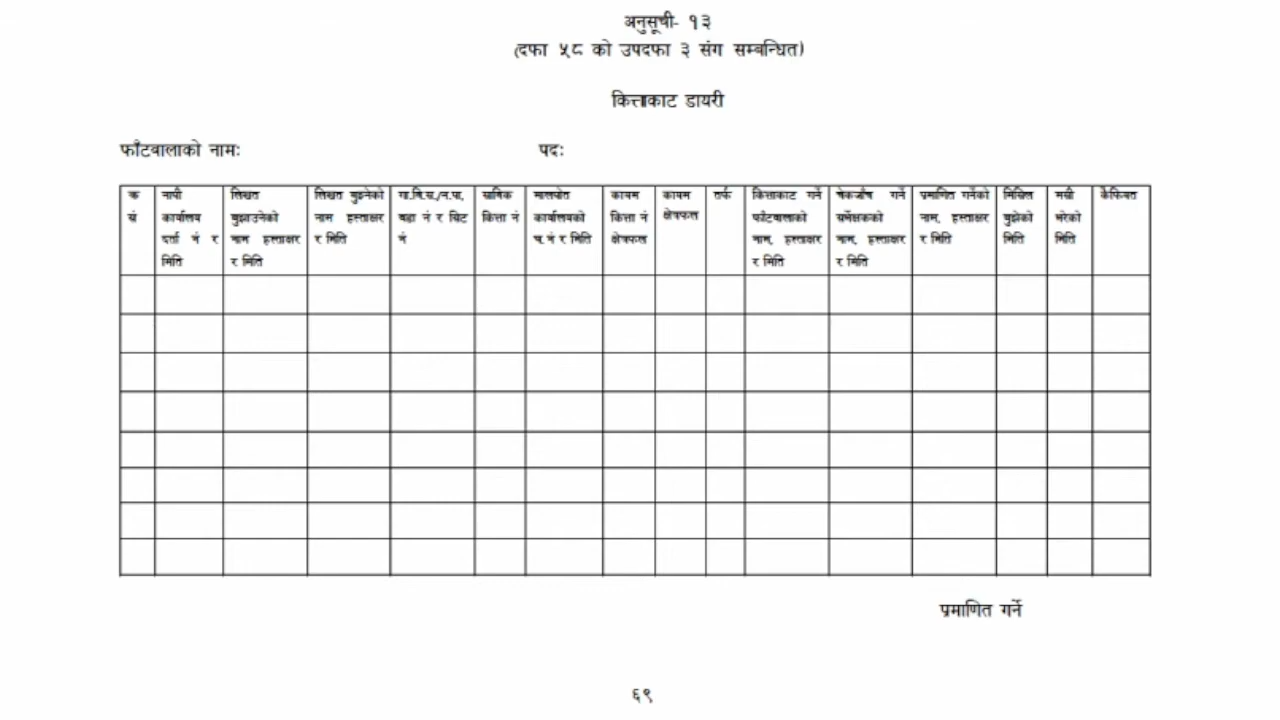 अनुसूची- १३
(दफा ५८ को उपदफा ३ संग सम्बन्धित)
कित्ताकाट डायरी
फाँटवालाको नामः
पदः
क सं
नापी कार्यालय दर्ता नं र मिति
लिखत बुझाउनेको नाम हस्ताक्षर र मिति
लिखत बुझ्नेको नाम हस्ताक्षर र मिति
गा.वि.स./न.पा, वडा नं र सिट नं
साविक कित्ता नं
मालपोत कार्यालयको च.नं र मिति
कायम कित्ता नं क्षेत्रफल
कायम क्षेत्रफल
तर्फ
कित्ताकाट गर्ने फाँटवालाको नाम, हस्ताक्षर र मिति
चेकजाँच गर्ने सर्भेक्षकको नाम, हस्ताक्षर र मिति
प्रमाणित गर्नेको नाम, हस्ताक्षर र मिति
मिसिल बुझेको मिति
मसी भरेको मिति
कैफियत
प्रमाणित गर्ने
६९